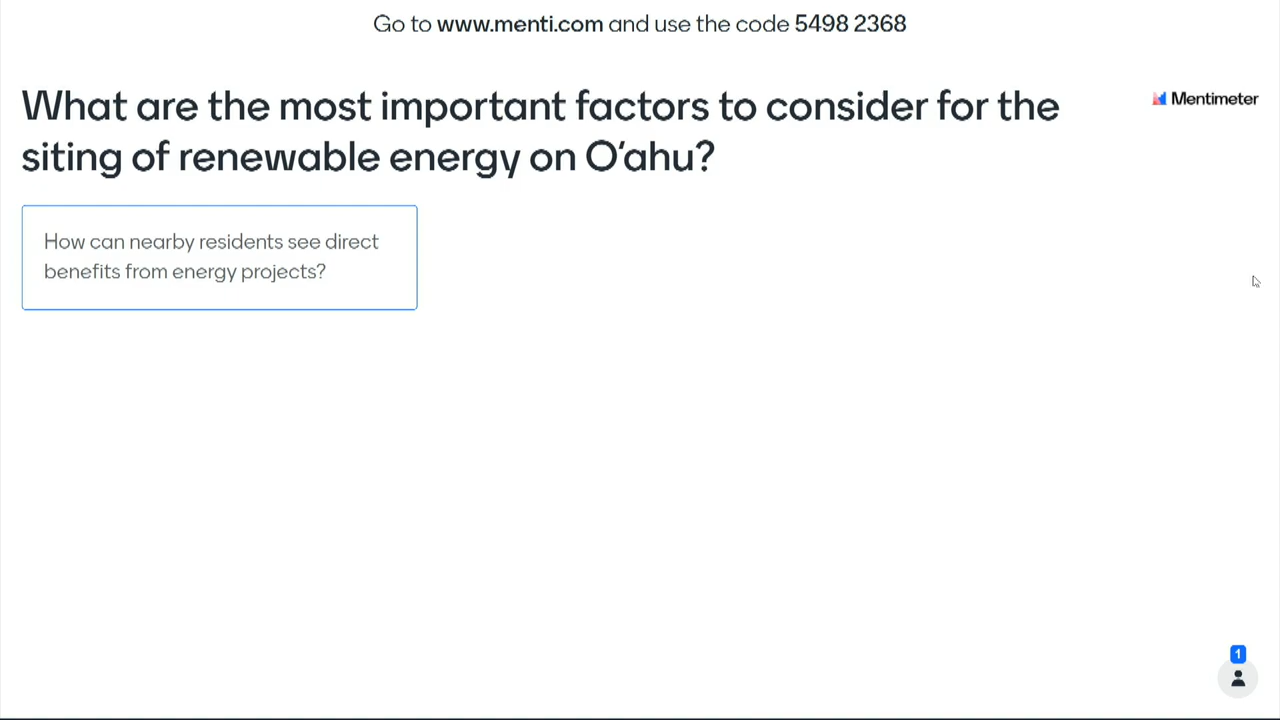 Go to www.menti.com and use the code 5498 2368
What are the most important factors to consider for the
siting of renewable energy on Oʻahu?
Mentimeter
How can nearby residents see direct
benefits from energy projects?
1